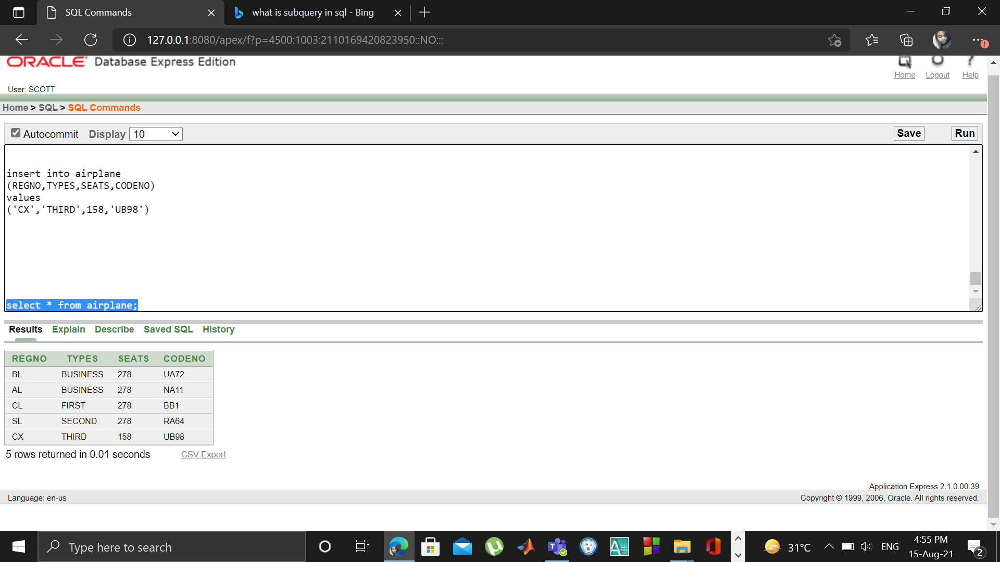 SQL Commands
what is subquery in sql - Bing
127.0.0.1:8080/apex/f?p=4500:1003:2110169420823950::NO:::
ORACLE® Database Express Edition
Home Logout Help
User: SCOTT
Home > SQL > SQL Commands
Autocommit Display 10 Save Run
insert into airplane
(REGNO,TYPES,SEATS,CODENO)
values
('CX','THIRD',158,'UB98')
select * from airplane;
Results Explain Describe Saved SQL History
REGNO TYPES SEATS CODENO
BL BUSINESS 278 UA72
AL BUSINESS 278 NA11
CL FIRST 278 BB1
SL SECOND 278 RA64
CX THIRD 158 UB98
5 rows returned in 0.01 seconds CSV Export
Application Express 2.1.0.00.39
Language: en-us Copyright © 1999, 2006, Oracle. All rights reserved.
Type here to search
31°C ENG
4:55 PM
15-Aug-21
2